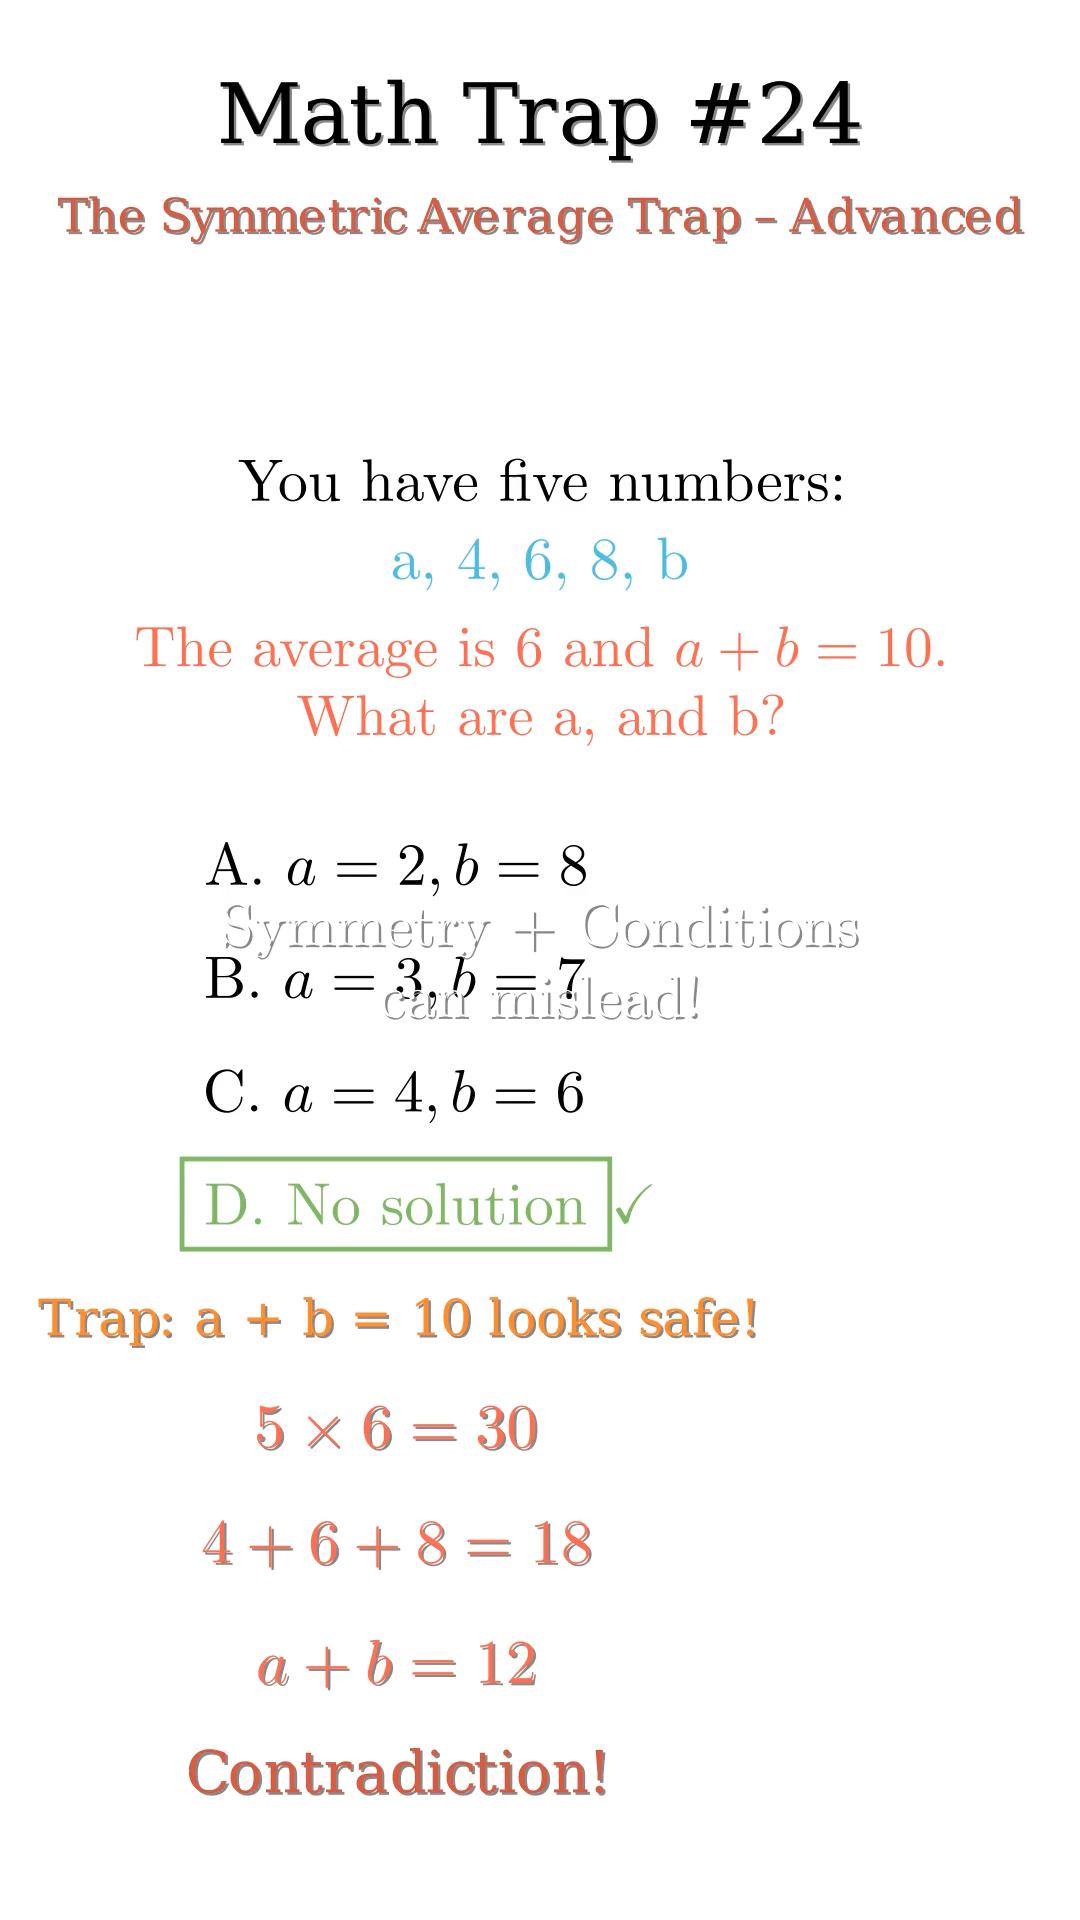 Math Trap #24
The Symmetric Average Trap – Advanced
You have five numbers:
a, 4, 6, 8, b
The average is 6 and a + b = 10.
What are a, and b?
A. a = 2, b = 8
Symmetry + Conditions
B. a = 3, b = 7
can mislead!
C. a = 4, b = 6
D. No solution ✓
Trap: a + b = 10 looks safe!
5 × 6 = 30
4 + 6 + 8 = 18
a + b = 12
Contradiction!